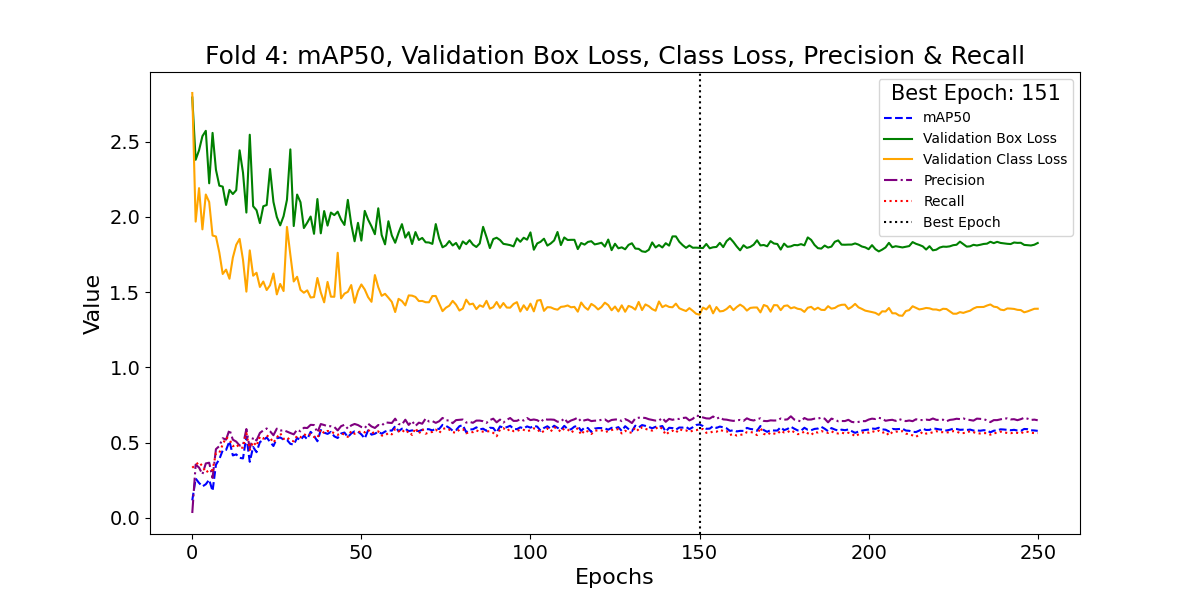 Fold 4: mAP50, Validation Box Loss, Class Loss, Precision & Recall
Best Epoch: 151
mAP50
Validation Box Loss
Validation Class Loss
Precision
Recall
Best Epoch
Value
2.5
2.0
1.5
1.0
0.5
0.0
0 50 100 150 200 250
Epochs